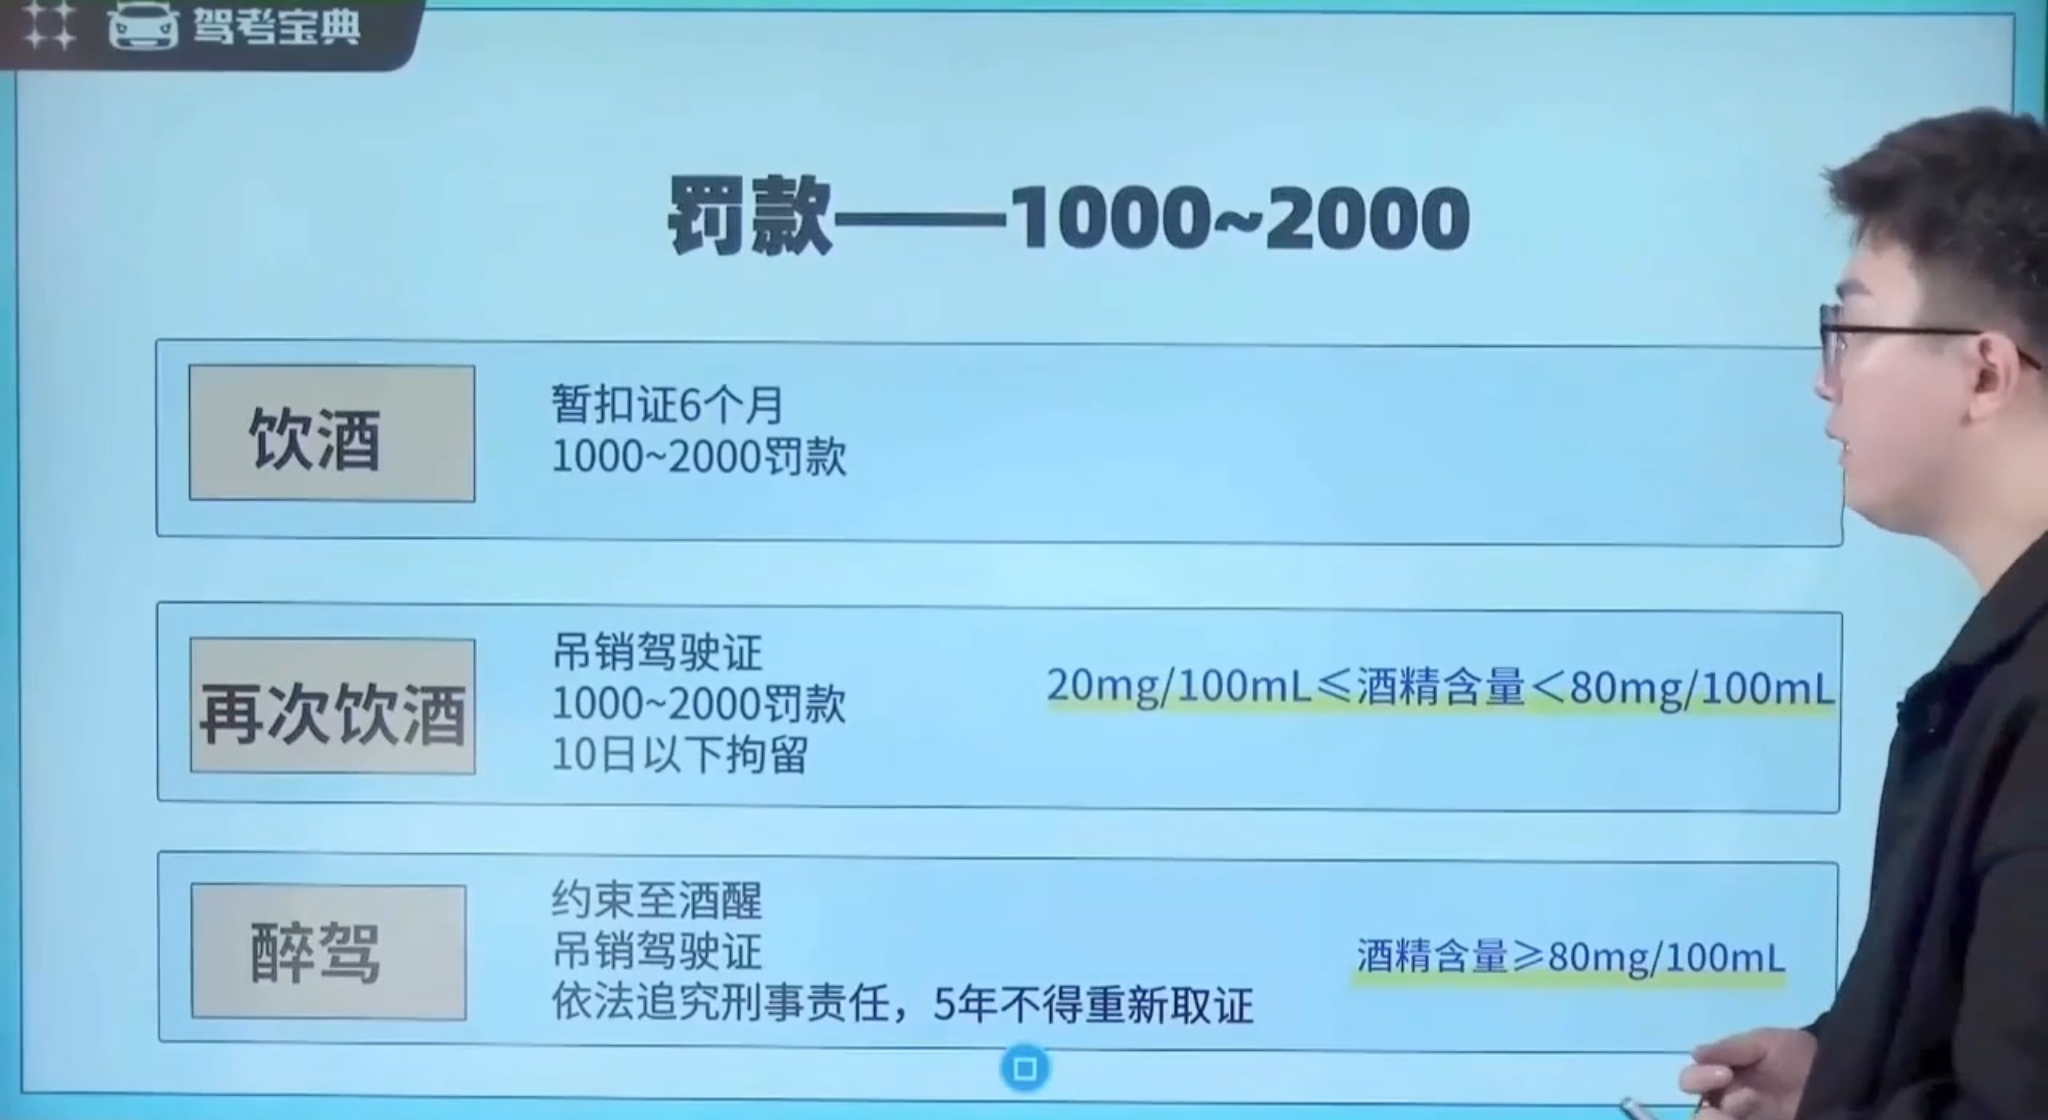 驾考宝典
罚款——1000~2000
饮酒
暂扣证6个月
1000~2000罚款
再次饮酒
吊销驾驶证
1000~2000罚款
10日以下拘留
20mg/100mL≤酒精含量<80mg/100mL
醉驾
约束至酒醒
吊销驾驶证
依法追究刑事责任，5年不得重新取证
酒精含量≥80mg/100mL